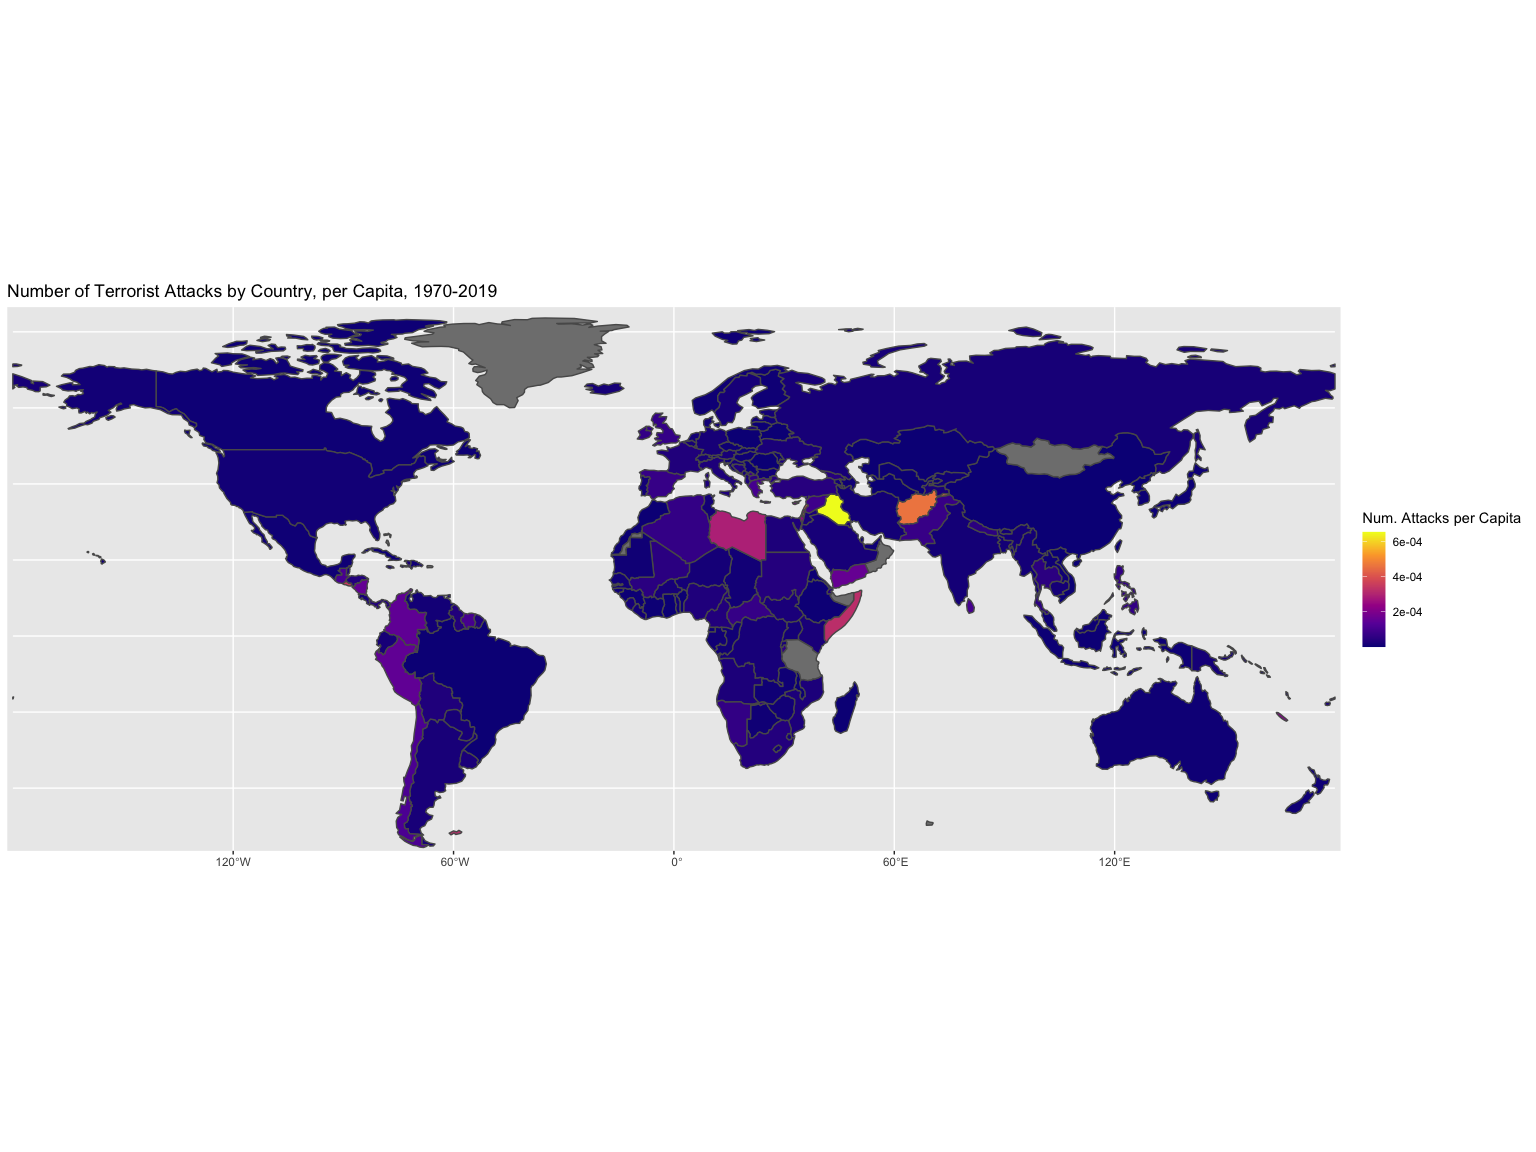 Number of Terrorist Attacks by Country, per Capita, 1970-2019
Num. Attacks per Capita
6e-04
4e-04
2e-04
120°W
60°W
0°
60°E
120°E